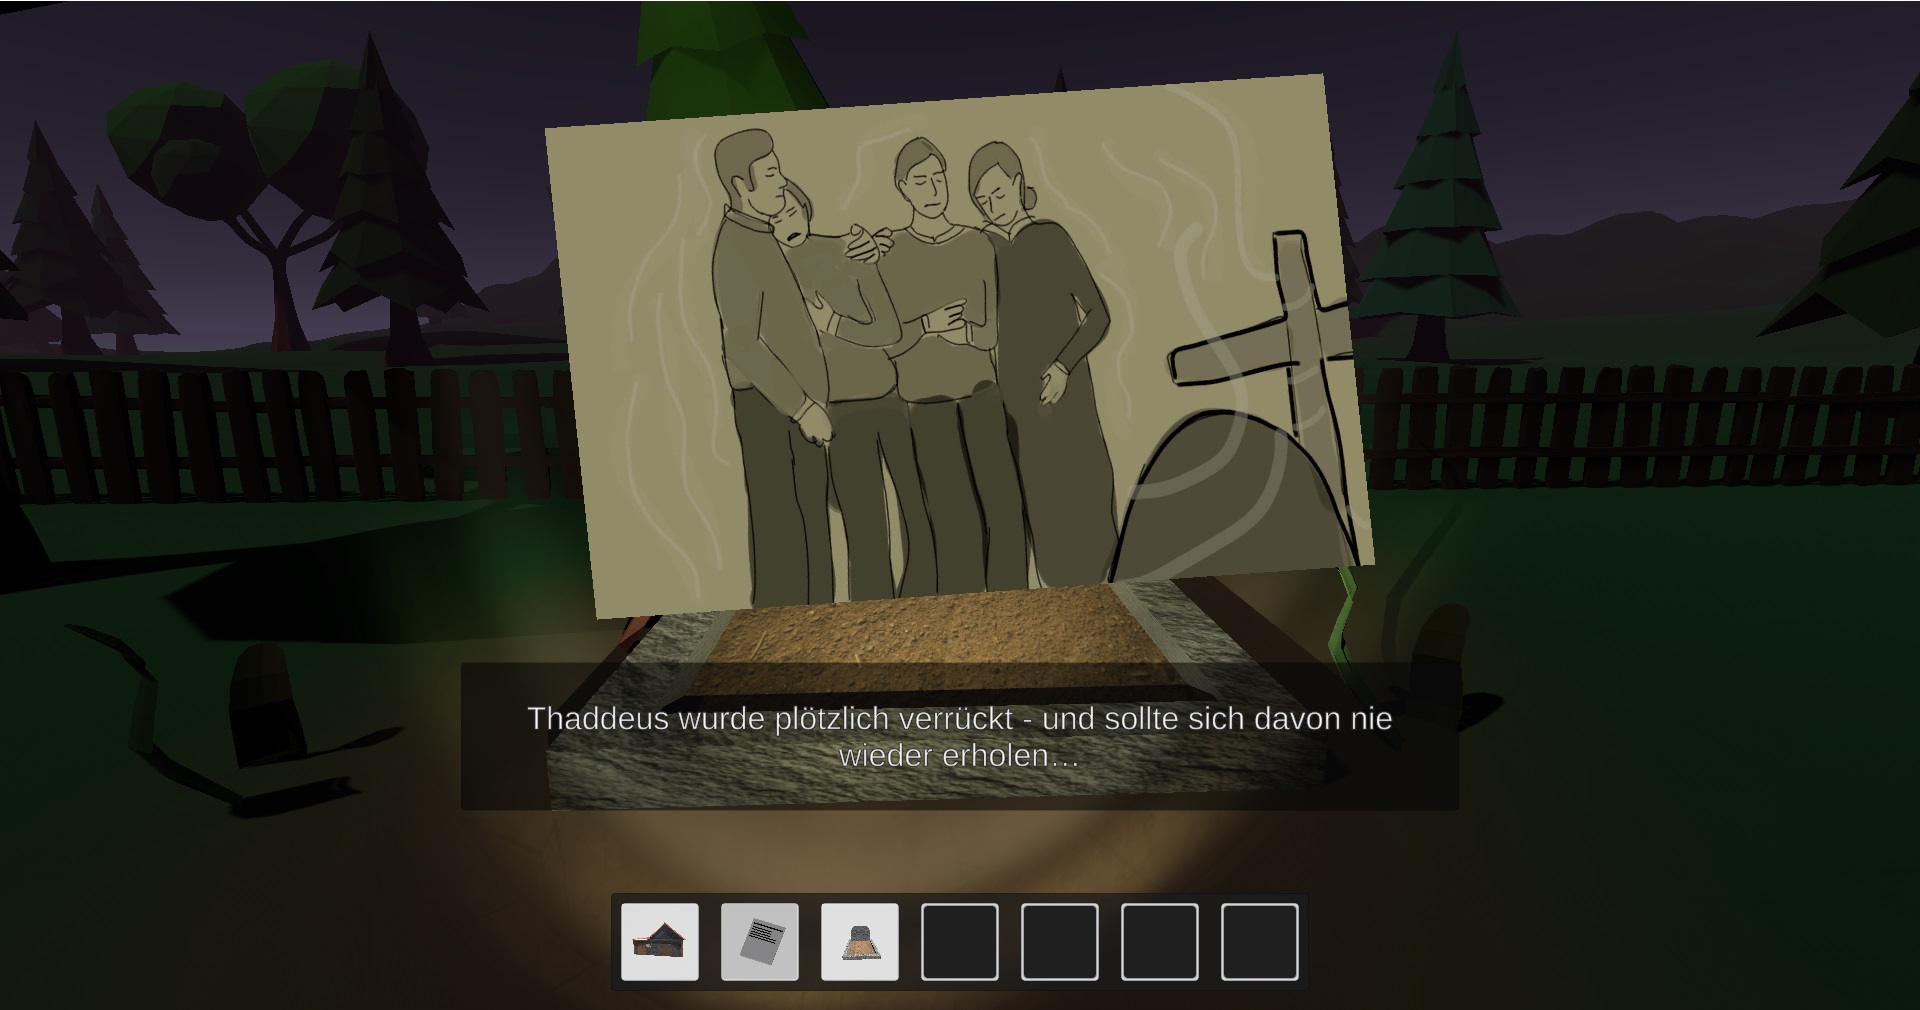 Thaddeus wurde plötzlich verrückt - und sollte sich davon nie
wieder erholen…